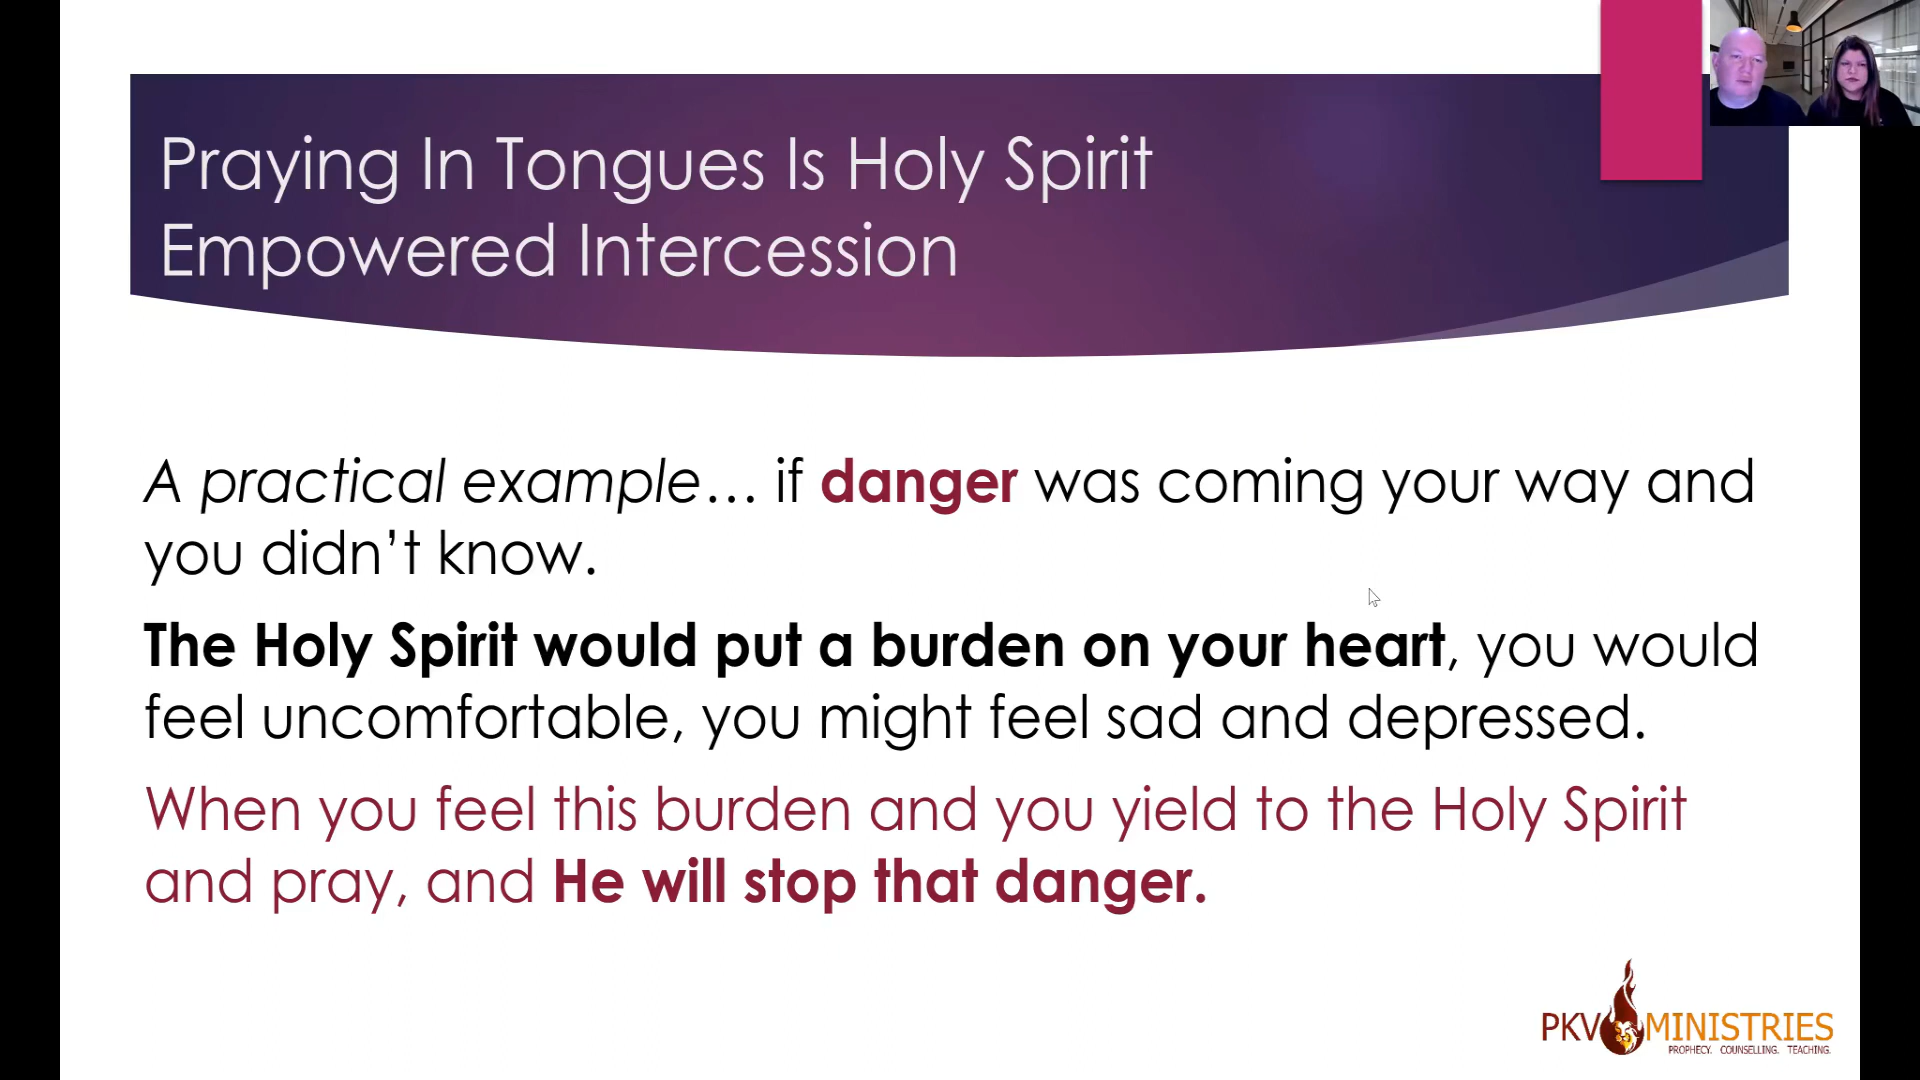 Praying In Tongues Is Holy Spirit
Empowered Intercession
A practical example… if danger was coming your way and
you didn’t know.
The Holy Spirit would put a burden on your heart, you would
feel uncomfortable, you might feel sad and depressed.
When you feel this burden and you yield to the Holy Spirit
and pray, and He will stop that danger.
PKV MINISTRIES
PROPHECY. COUNSELLING. TEACHING.